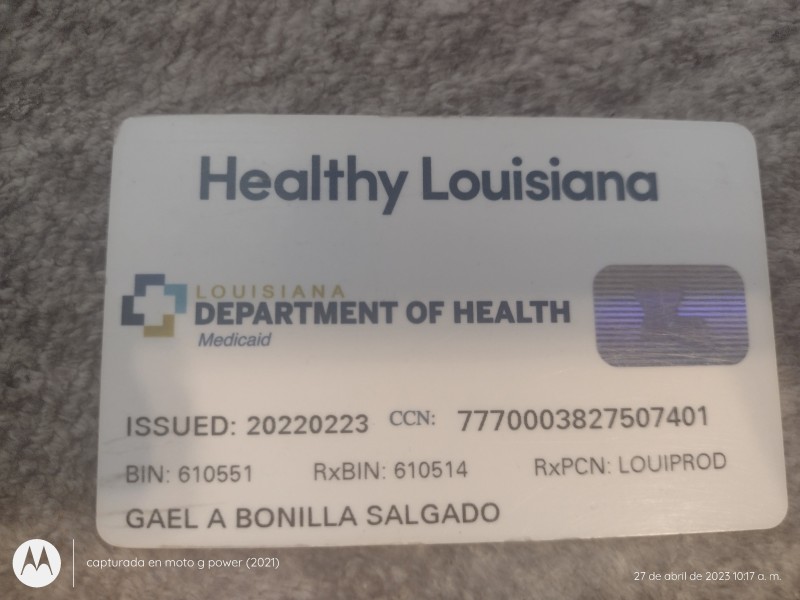 Healthy Louisiana
LOUISIANA
DEPARTMENT OF HEALTH
Medicaid
ISSUED: 20220223 CCN: 7770003827507401
BIN: 610551 RxBIN: 610514 RxPCN: LOUIPROD
GAEL A BONILLA SALGADO
capturada en moto g power (2021)
27 de abril de 2023 10:17 a. m.